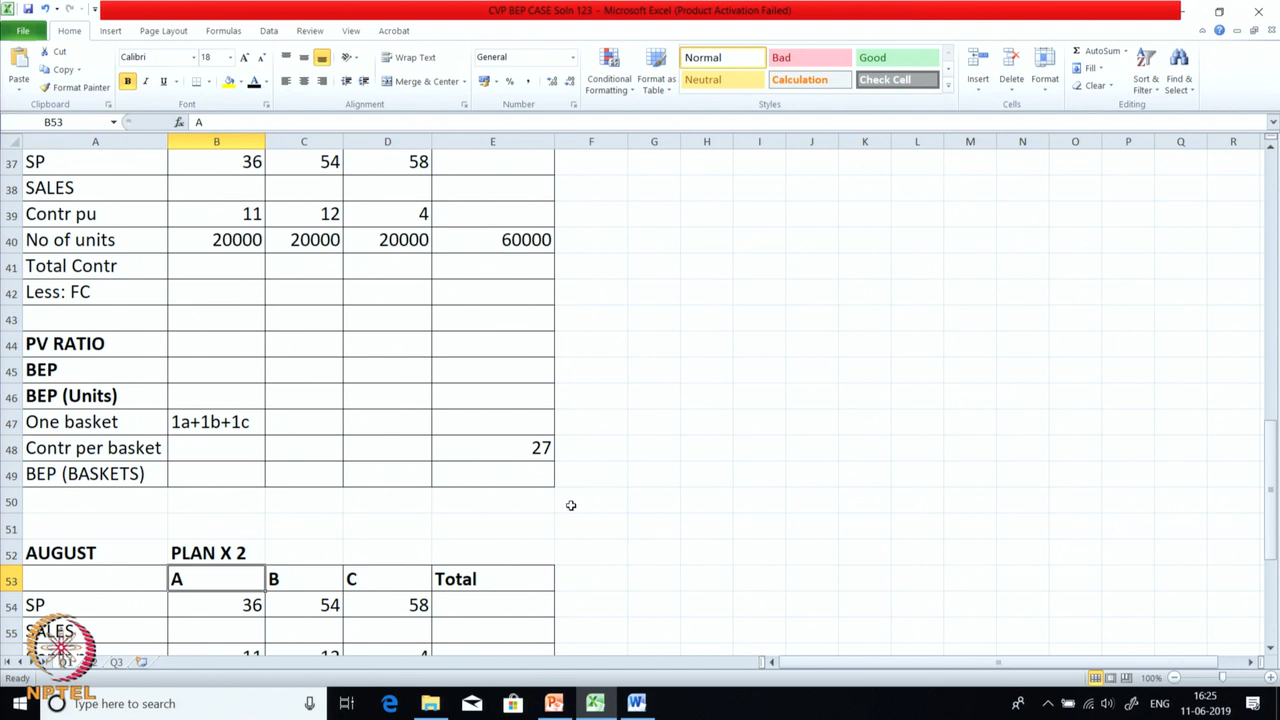 CVP BEP CASE Soln 123 – Microsoft Excel (Product Activation Failed)
File Home Insert Page Layout Formulas Data Review View Acrobat
Paste Cut Copy Format Painter Clipboard
Calibri 18 Font
Wrap Text Merge & Center Alignment
General Number
Conditional Formatting Format as Table Normal Bad Good Neutral Calculation Check Cell Styles
Insert Delete Format Cells
AutoSum Fill Clear Sort & Filter Find & Select Editing
B53 fx A
A B C D E F G H I J K L M N O P Q R
37 SP 36 54 58
38 SALES
39 Contr pu 11 12 4
40 No of units 20000 20000 20000 60000
41 Total Contr
42 Less: FC
43
44 PV RATIO
45 BEP
46 BEP (Units)
47 One basket 1a+1b+1c
48 Contr per basket 27
49 BEP (BASKETS)
50
51
52 AUGUST PLAN X 2
53 A B C Total
54 SP 36 54 58
55 SALES
11 12 4
Q1 Q3
Ready 100%
NPTEL
Type here to search
ENG 16:25
11-06-2019